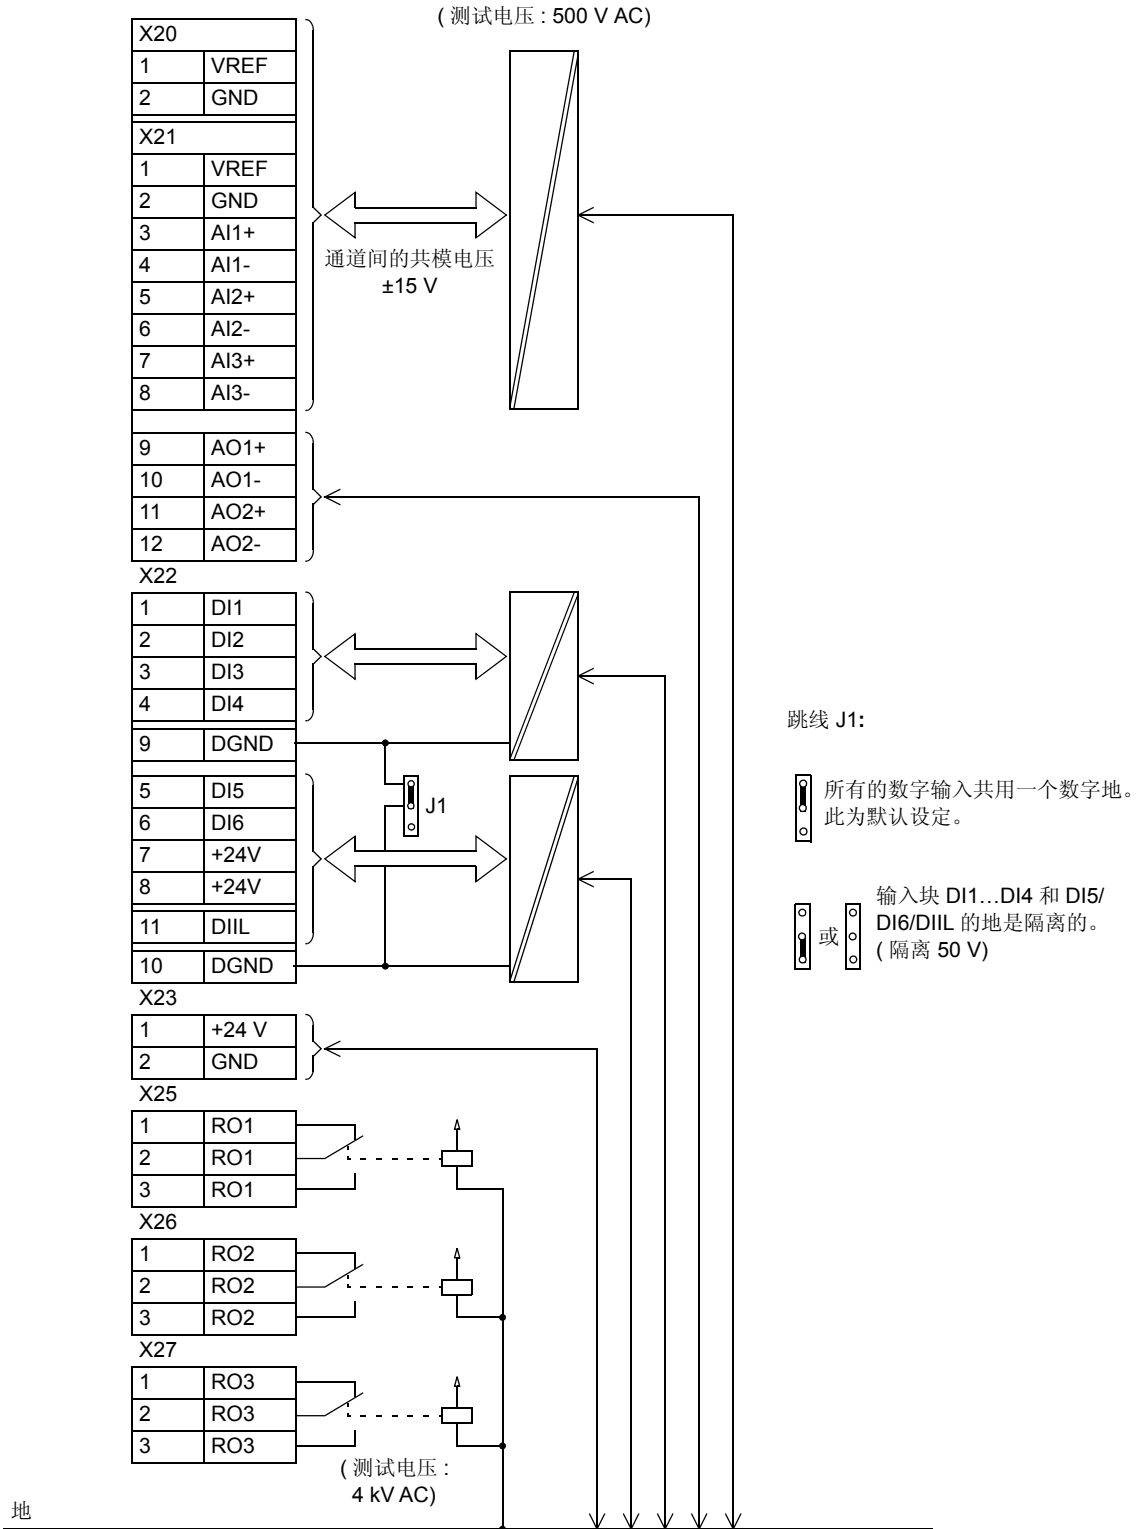 ( 测试电压 : 500 V AC)
X20
1 VREF
2 GND
X21
1 VREF
2 GND
3 AI1+
4 AI1-
5 AI2+
6 AI2-
7 AI3+
8 AI3-
通道间的共模电压
±15 V
9 AO1+
10 AO1-
11 AO2+
12 AO2-
X22
1 DI1
2 DI2
3 DI3
4 DI4
9 DGND
5 DI5
6 DI6
7 +24V
8 +24V
11 DIIL
10 DGND
J1
跳线 J1:
所有的数字输入共用一个数字地。
此为默认设定。
或
输入块 DI1…DI4 和 DI5/
DI6/DIIL 的地是隔离的。
( 隔离 50 V)
X23
1 +24 V
2 GND
X25
1 RO1
2 RO1
3 RO1
X26
1 RO2
2 RO2
3 RO2
X27
1 RO3
2 RO3
3 RO3
( 测试电压 :
4 kV AC)
地